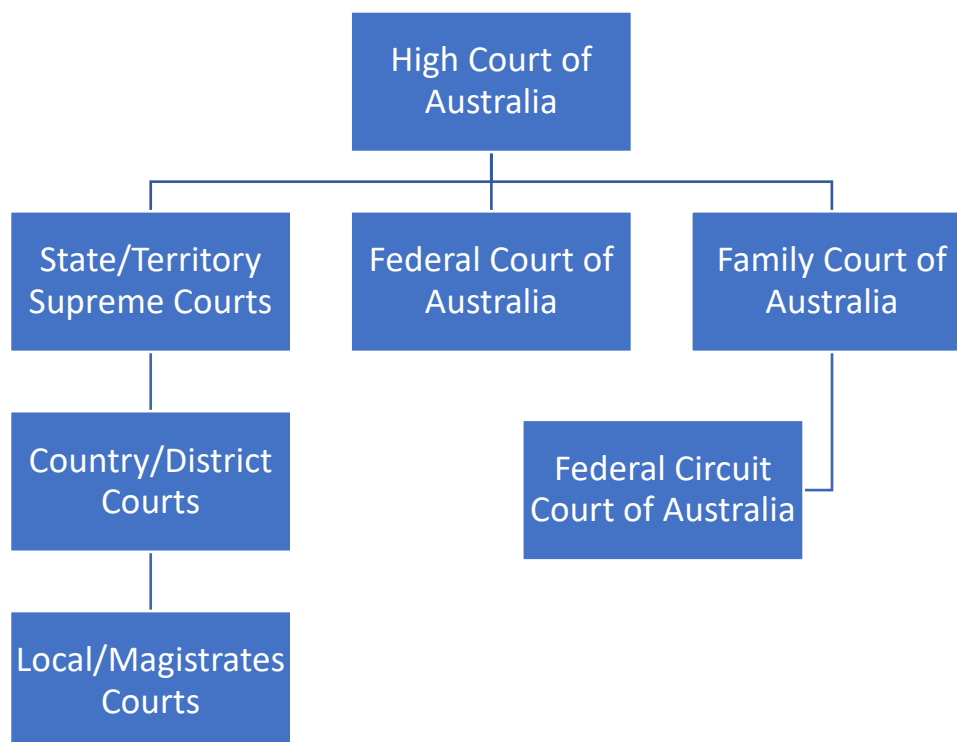 High Court of
Australia
State/Territory
Supreme Courts
Federal Court of
Australia
Family Court of
Australia
Country/District
Courts
Federal Circuit
Court of Australia
Local/Magistrates
Courts